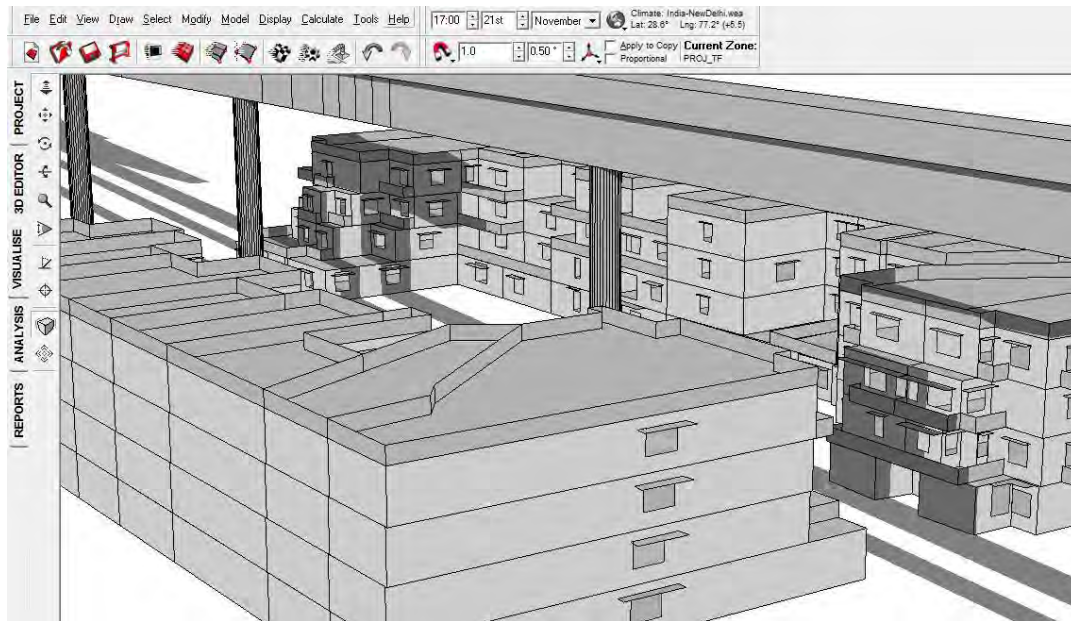 File Edit View Draw Select Modify Model Display Calculate Tools Help
17:00 21st November Climate: India-NewDelhi.wea
Lat: 28.6° Lng: 77.2° (+5.5)
1.0 0.50 ° Apply to Copy Current Zone:
Proportional PROJ_TF
PROJECT
3D EDITOR
VISUALISE
ANALYSIS
REPORTS